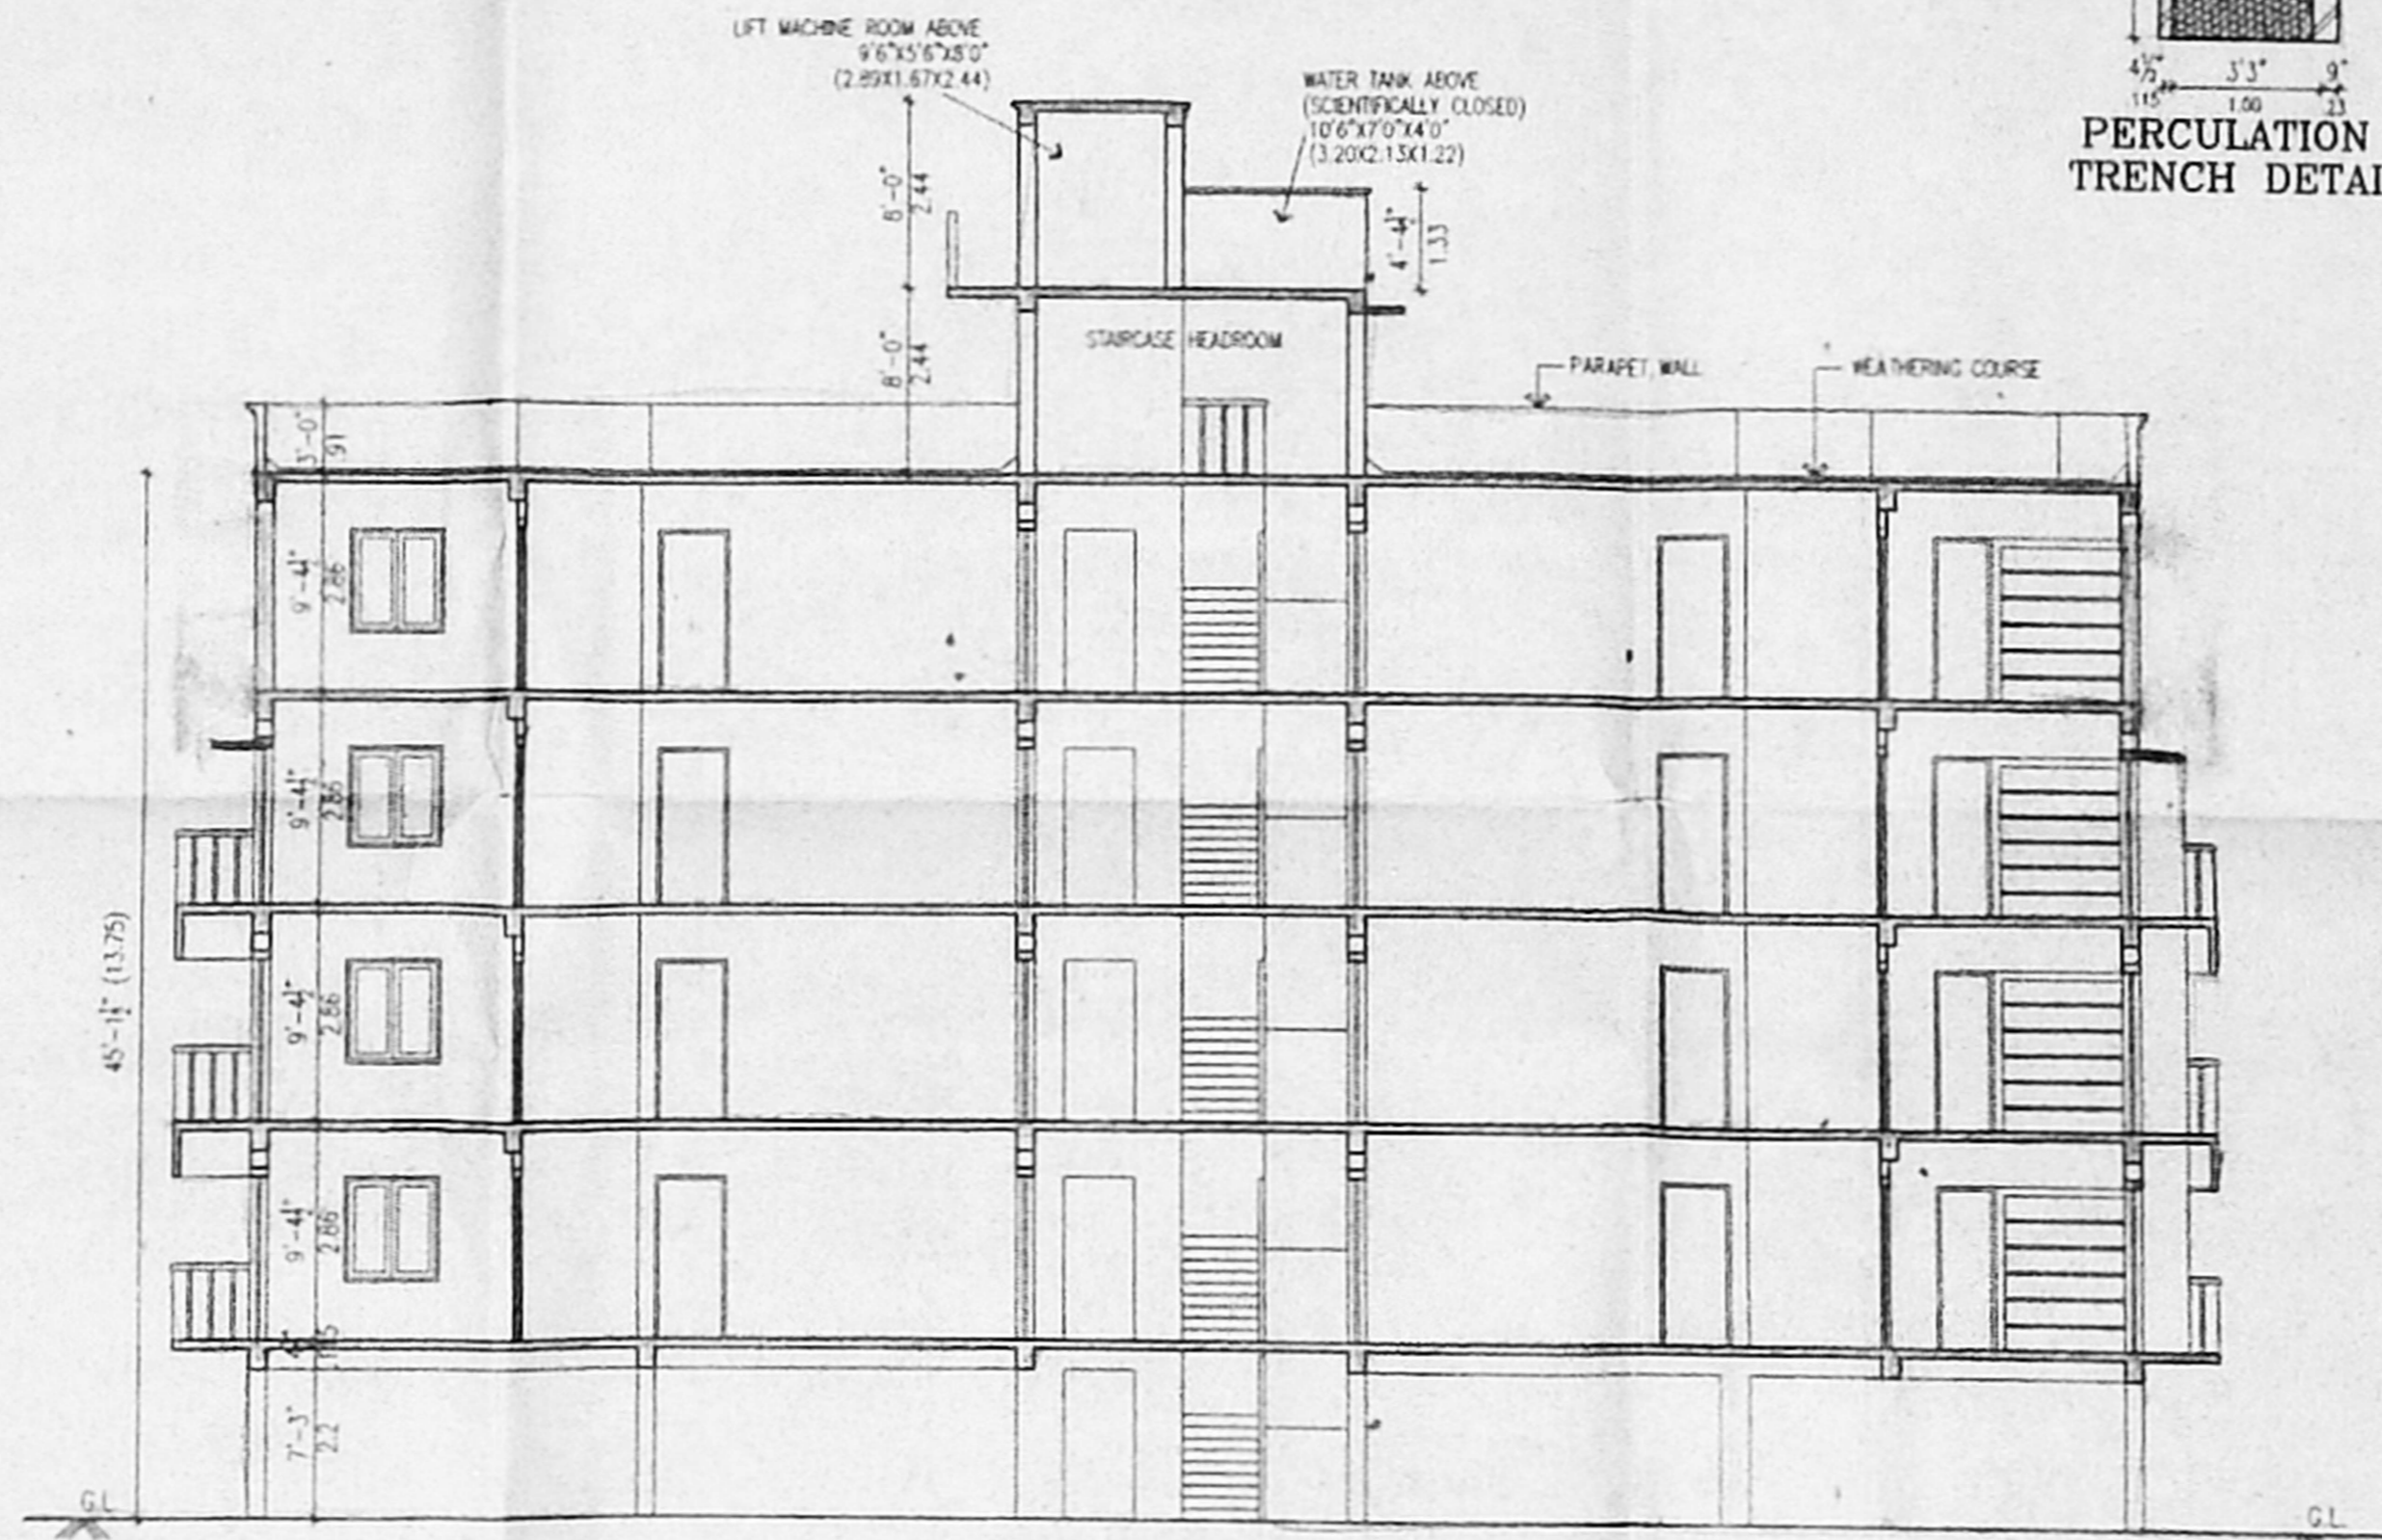 LIFT MACHINE ROOM ABOVE
9'6"X5'6"X8'0"
(2.89X1.67X2.44)
WATER TANK ABOVE
(SCIENTIFICALLY CLOSED)
10'6"X7'0"X4'0"
(3.20X2.13X1.22)
4½" 3'3" 9"
115 1.00 23
PERCULATION
TRENCH DETAI
8'-0"
2.44
4'-4½"
1.33
8'-0"
2.44
STAIRCASE HEADROOM
PARAPET WALL
WEATHERING COURSE
3'-0"
91
9'-4½"
2.86
9'-4½"
2.86
45'-1½" (13.75)
9'-4½"
2.86
9'-4½"
2.86
7'-3"
2.2
G.L
G.L